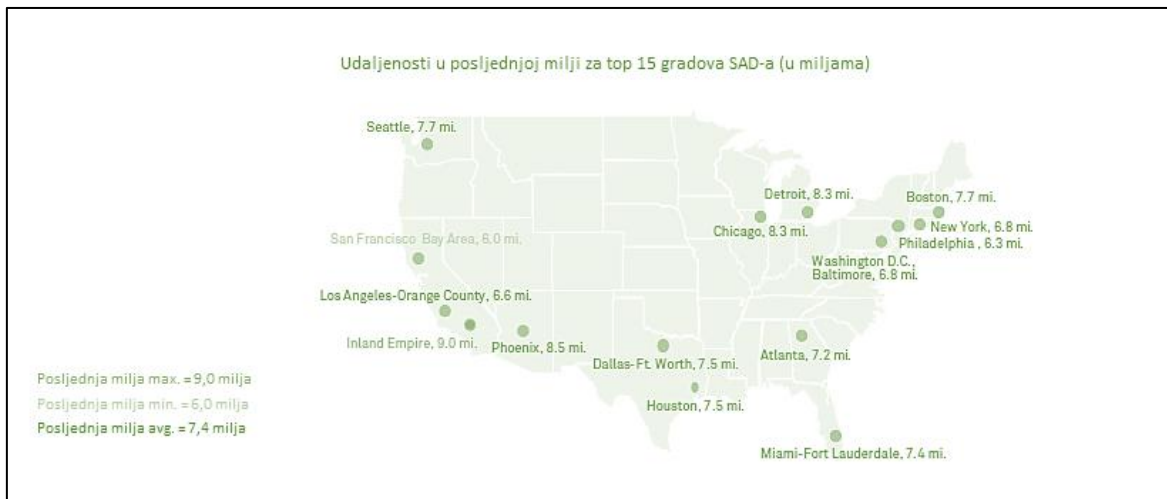 Udaljenosti u posljednjoj milji za top 15 gradova SAD-a (u miljama)
Seattle, 7.7 mi.
Detroit, 8.3 mi.
Boston, 7.7 mi.
Chicago, 8.3 mi.
New York, 6.8 mi.
San Francisco Bay Area, 6.0 mi.
Philadelphia , 6.3 mi.
Washington D.C.,
Baltimore, 6.8 mi.
Los Angeles-Orange County, 6.6 mi.
Inland Empire, 9.0 mi.
Phoenix, 8.5 mi.
Atlanta, 7.2 mi.
Dallas-Ft. Worth, 7.5 mi.
Houston, 7.5 mi.
Miami-Fort Lauderdale, 7.4 mi.
Posljednja milja max. = 9,0 milja
Posljednja milja min. = 6,0 milja
Posljednja milja avg. = 7,4 milja